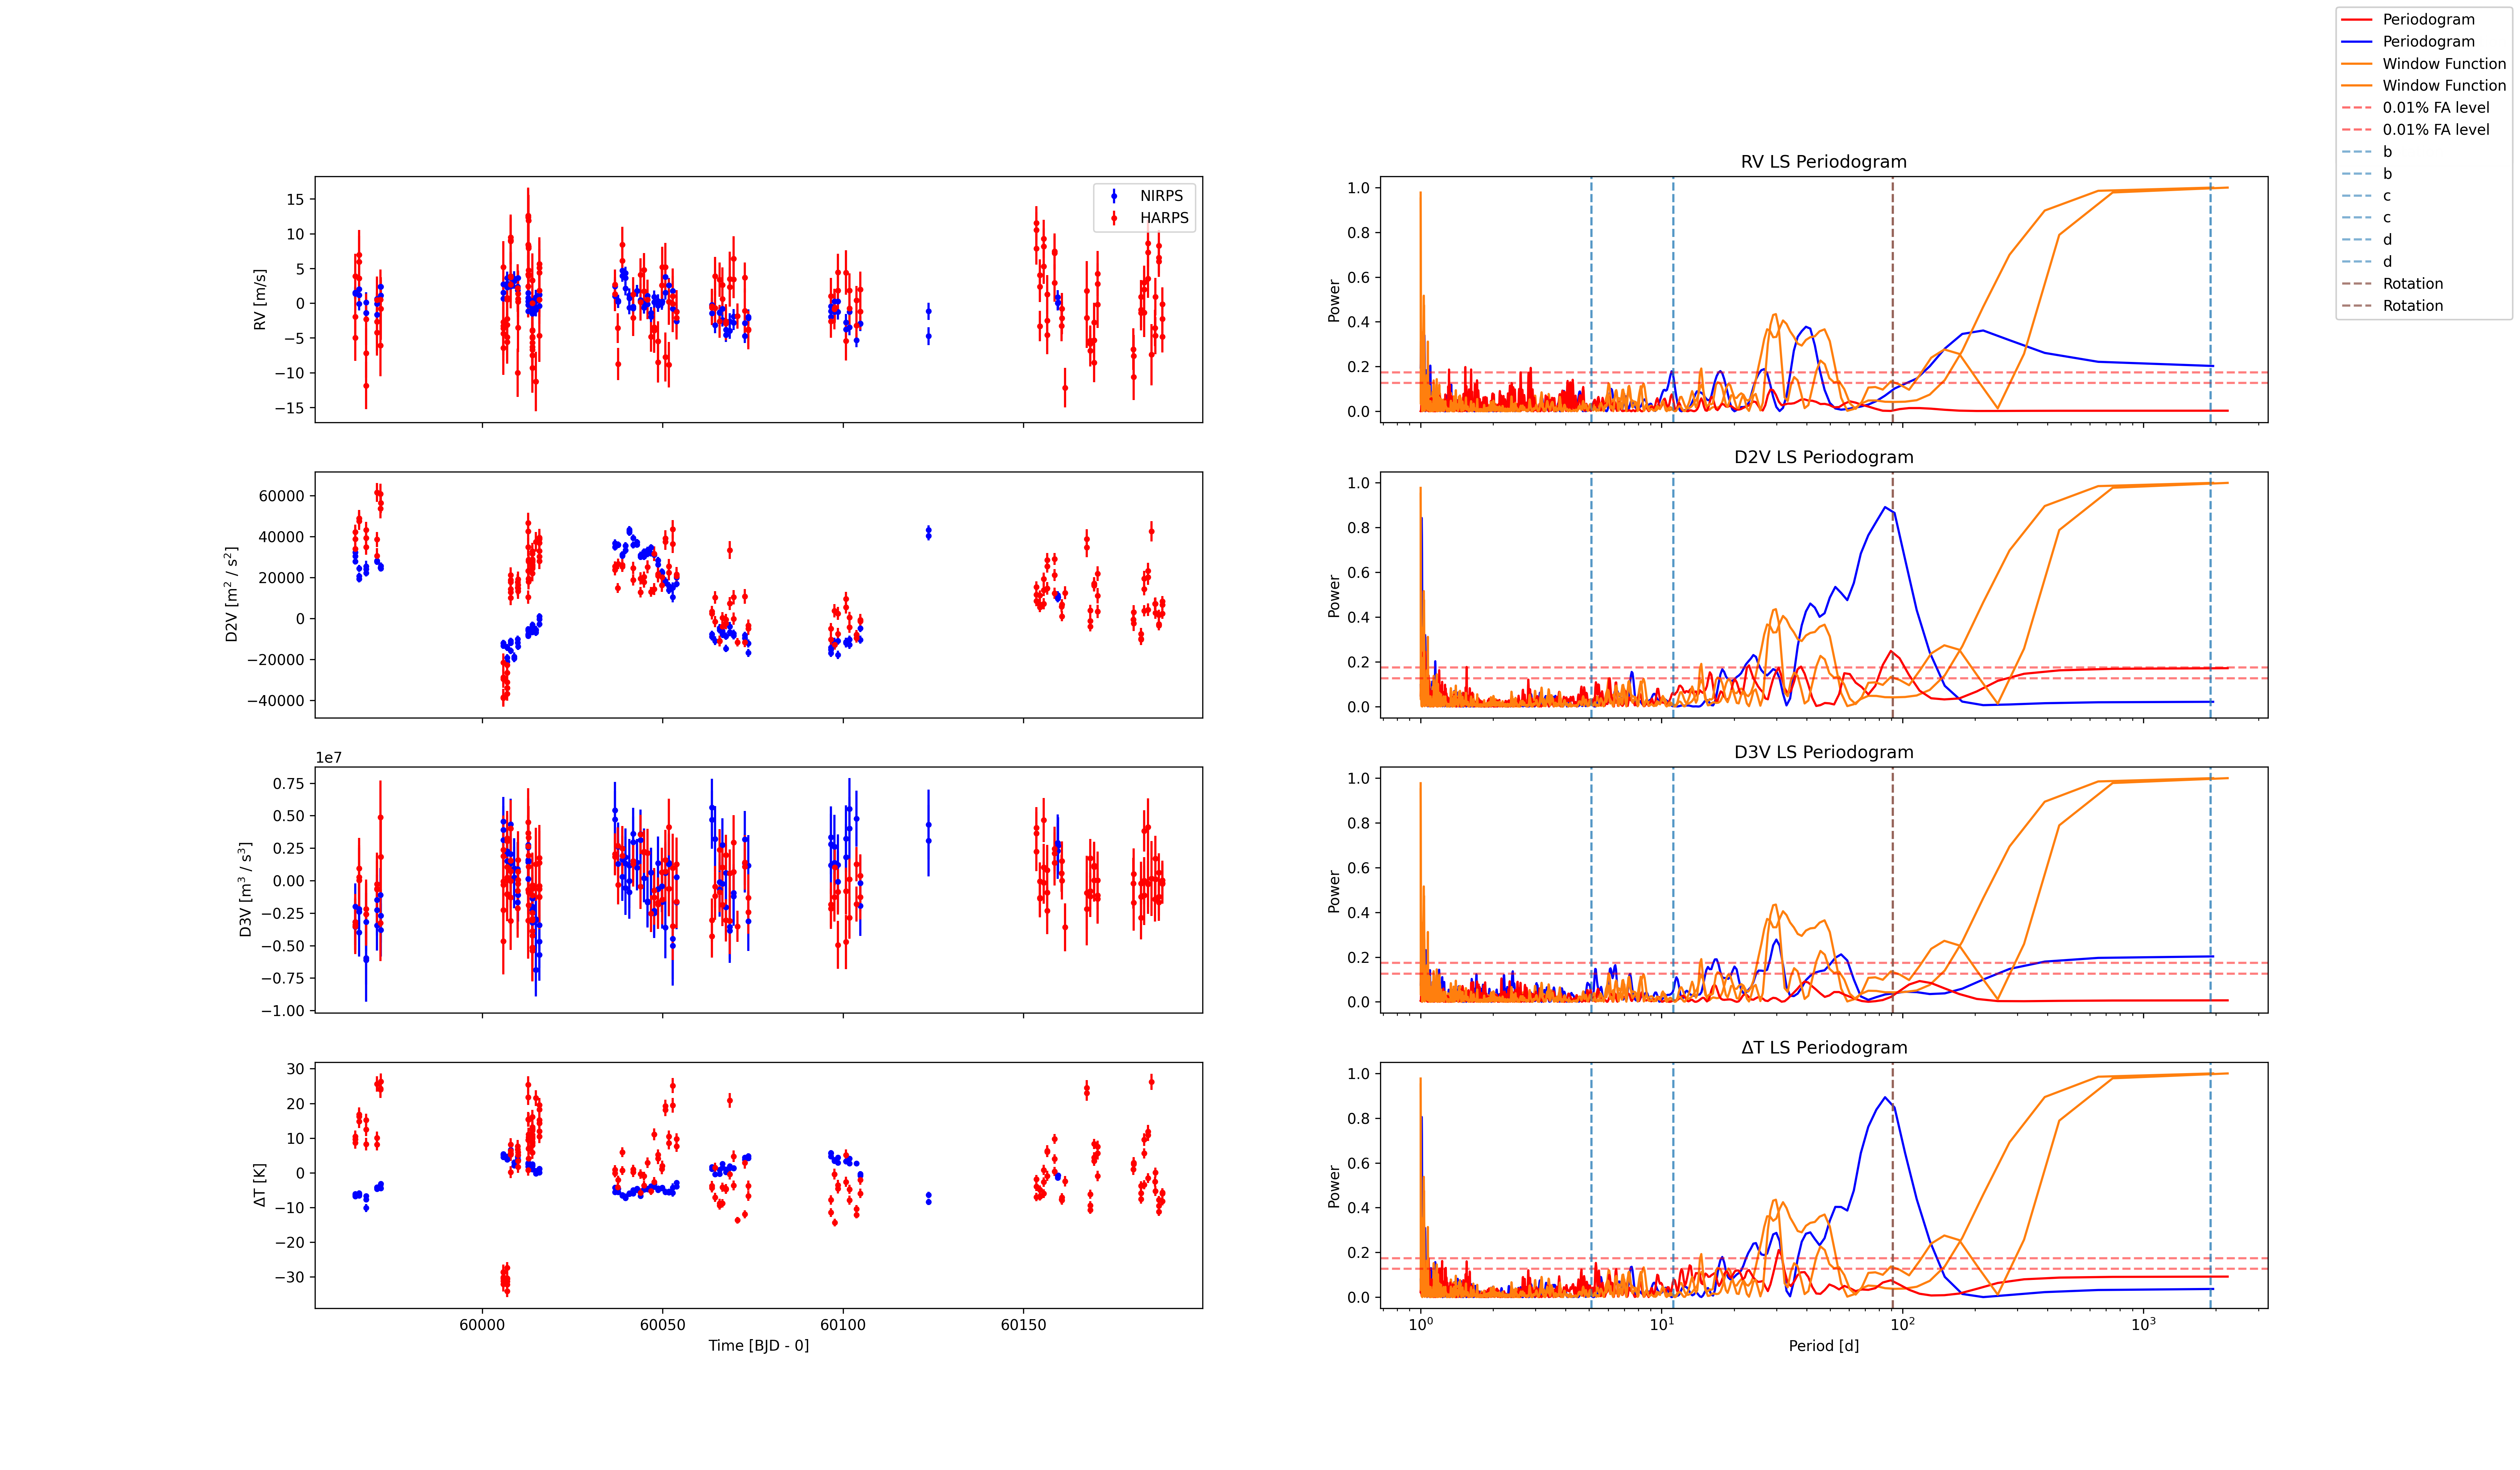 Periodogram
Periodogram
Window Function
Window Function
0.01% FA level
0.01% FA level
b
b
c
c
d
d
Rotation
Rotation
RV [m/s]
15
10
5
0
−5
−10
−15
NIRPS
HARPS
RV LS Periodogram
Power
1.0
0.8
0.6
0.4
0.2
0.0
D2V [m² / s²]
60000
40000
20000
0
−20000
−40000
D2V LS Periodogram
Power
1.0
0.8
0.6
0.4
0.2
0.0
1e7
D3V [m³ / s³]
0.75
0.50
0.25
0.00
−0.25
−0.50
−0.75
−1.00
D3V LS Periodogram
Power
1.0
0.8
0.6
0.4
0.2
0.0
ΔT [K]
30
20
10
0
−10
−20
−30
60000 60050 60100 60150
Time [BJD - 0]
ΔT LS Periodogram
Power
1.0
0.8
0.6
0.4
0.2
0.0
10⁰ 10¹ 10² 10³
Period [d]